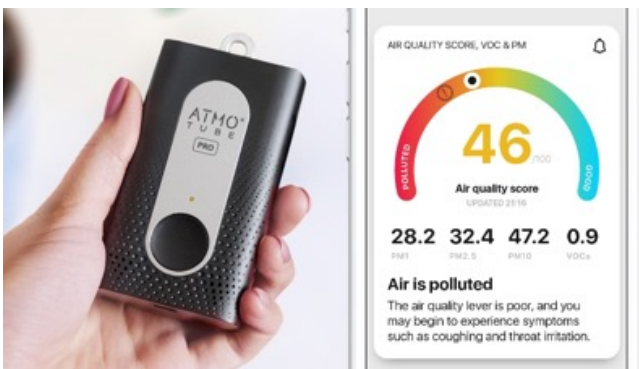 ATMO®
TUBE
PRO
AIR QUALITY SCORE, VOC & PM
POLLUTED
GOOD
46/100
Air quality score
UPDATED 21:16
28.2 32.4 47.2 0.9
PM1 PM2.5 PM10 VOCs
Air is polluted
The air quality lever is poor, and you
may begin to experience symptoms
such as coughing and throat irritation.